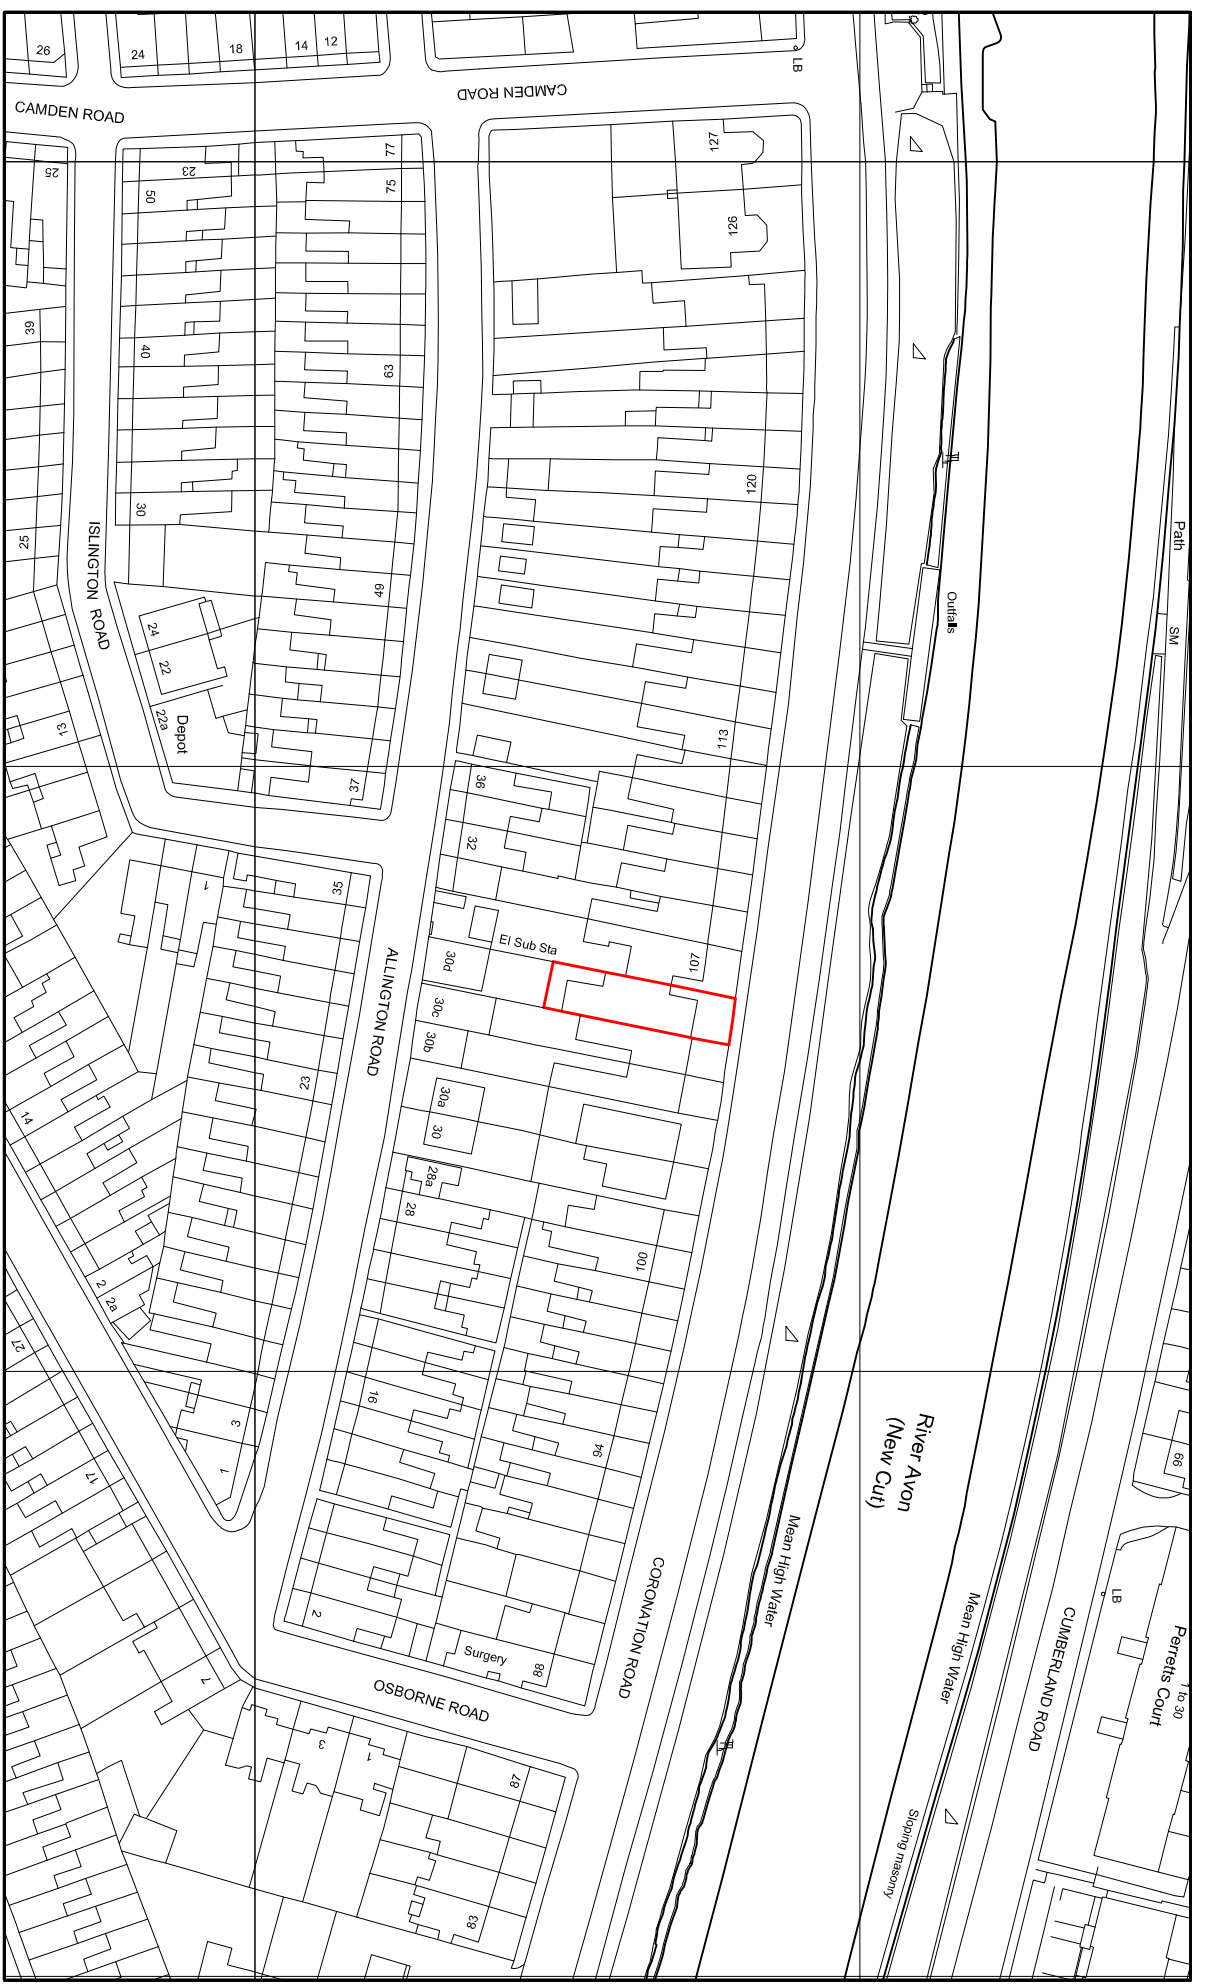 26
24
18
14
12
LB
CAMDEN ROAD
CAMDEN ROAD
127
126
77
75
23
25
50
39
40
63
120
30
25
ISLINGTON ROAD
49
24
22
22a
Depot
13
113
37
36
32
Path
SM
Outfalls
1
35
El Sub Sta
107
30d
30c
30b
30a
30
ALLINGTON ROAD
23
14
28a
28
100
2
2a
27
16
94
3
1
17
River Avon
(New Cut)
66
Mean High Water
Mean High Water
CORONATION ROAD
CUMBERLAND ROAD
LB
1 to 30
Perretts Court
2
Surgery
88
OSBORNE ROAD
7
3
1
87
83
Sloping masonry